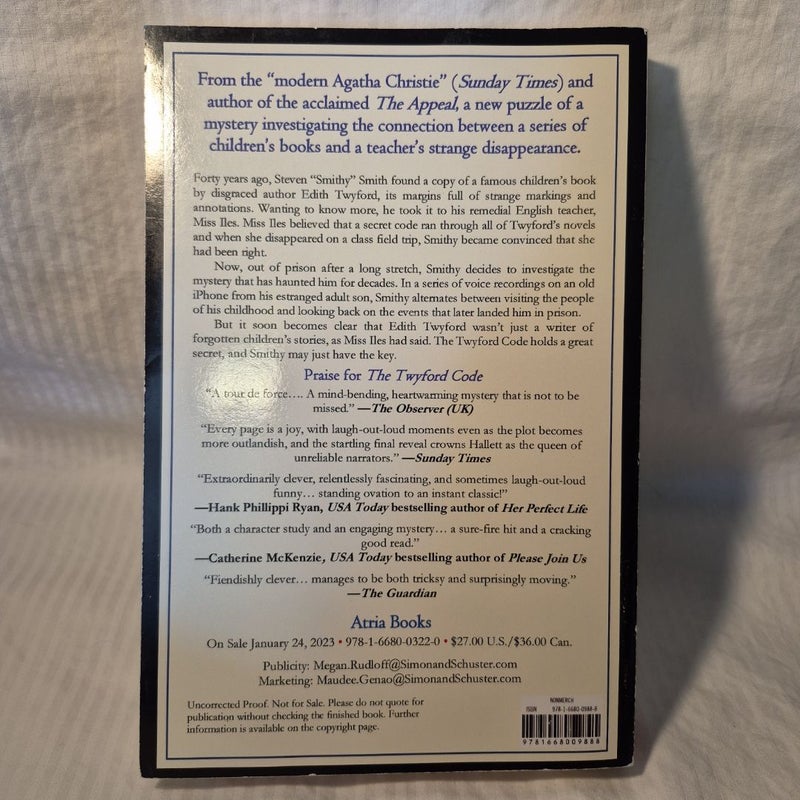 From the “modern Agatha Christie” (Sunday Times) and
author of the acclaimed The Appeal, a new puzzle of a
mystery investigating the connection between a series of
children’s books and a teacher’s strange disappearance.
Forty years ago, Steven “Smithy” Smith found a copy of a famous children’s book
by disgraced author Edith Twyford, its margins full of strange markings and
annotations. Wanting to know more, he took it to his remedial English teacher,
Miss Iles. Miss Iles believed that a secret code ran through all of Twyford’s novels
and when she disappeared on a class field trip, Smithy became convinced that she
had been right.
Now, out of prison after a long stretch, Smithy decides to investigate the
mystery that has haunted him for decades. In a series of voice recordings on an old
iPhone from his estranged adult son, Smithy alternates between visiting the people
of his childhood and looking back on the events that later landed him in prison.
But it soon becomes clear that Edith Twyford wasn’t just a writer of
forgotten children’s stories, as Miss Iles had said. The Twyford Code holds a great
secret, and Smithy may just have the key.
Praise for The Twyford Code
“A tour de force.… A mind-bending, heartwarming mystery that is not to be
missed.” —The Observer (UK)
“Every page is a joy, with laugh-out-loud moments even as the plot becomes
more outlandish, and the startling final reveal crowns Hallett as the queen of
unreliable narrators.” —Sunday Times
“Extraordinarily clever, relentlessly fascinating, and sometimes laugh-out-loud
funny… standing ovation to an instant classic!”
—Hank Phillippi Ryan, USA Today bestselling author of Her Perfect Life
“Both a character study and an engaging mystery… a sure-fire hit and a cracking
good read.”
—Catherine McKenzie, USA Today bestselling author of Please Join Us
“Fiendishly clever… manages to be both tricksy and surprisingly moving.”
—The Guardian
Atria Books
On Sale January 24, 2023 • 978-1-6680-0322-0 • $27.00 U.S./$36.00 Can.
Publicity: Megan.Rudloff@SimonandSchuster.com
Marketing: Maudee.Genao@SimonandSchuster.com
Uncorrected Proof. Not for Sale. Please do not quote for
publication without checking the finished book. Further
information is available on the copyright page.
NONMERCH
ISBN 978-1-6680-0988-8
9781668009888